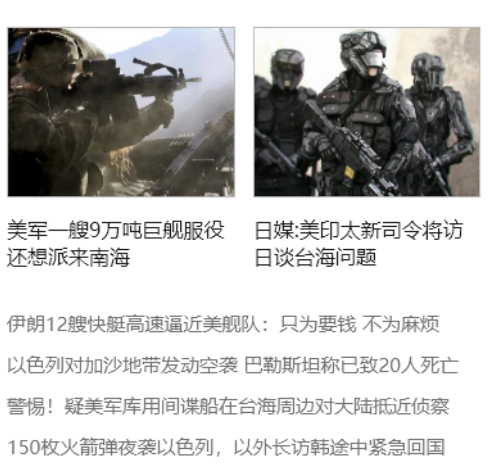 美军一艘9万吨巨舰服役
还想派来南海
日媒:美印太新司令将访
日谈台海问题
伊朗12艘快艇高速逼近美舰队：只为要钱 不为麻烦
以色列对加沙地带发动空袭 巴勒斯坦称已致20人死亡
警惕！疑美军库用间谍船在台海周边对大陆抵近侦察
150枚火箭弹夜袭以色列，以外长访韩途中紧急回国